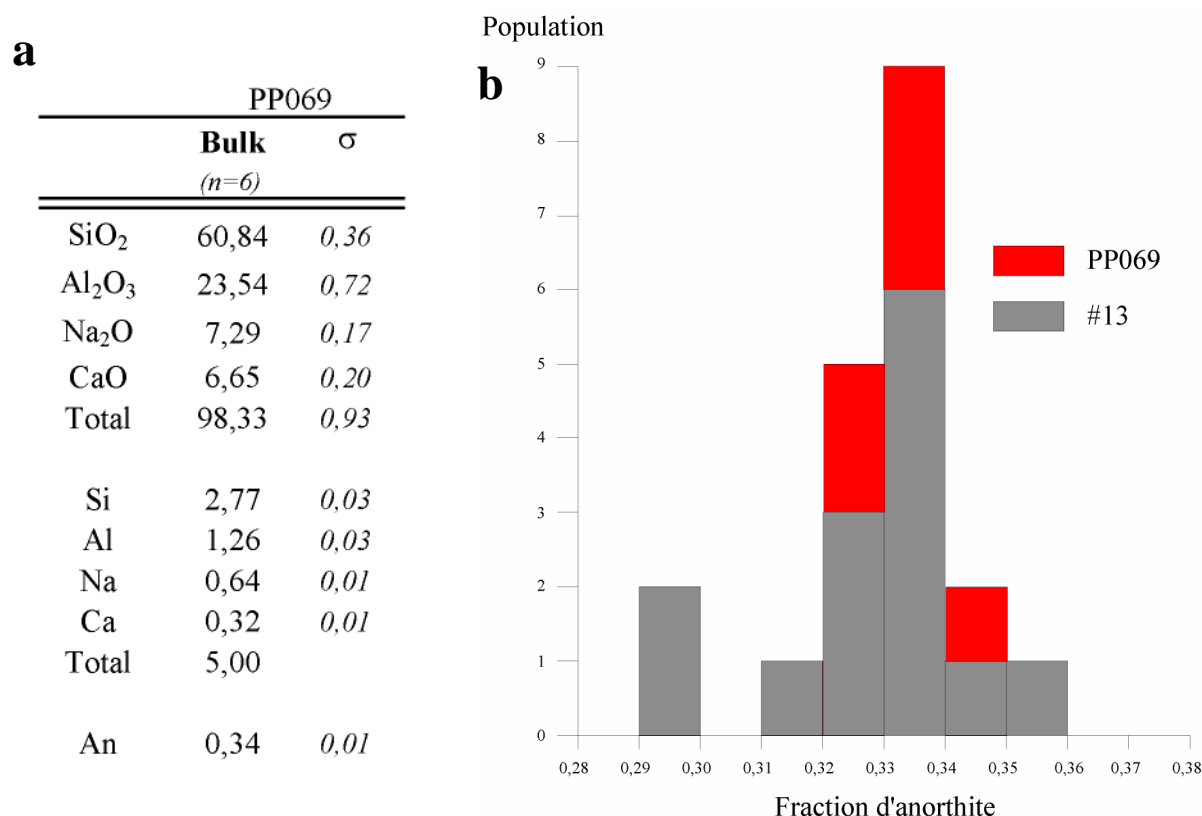 a
PP069
Bulk σ
(n=6)
SiO₂ 60,84 0,36
Al₂O₃ 23,54 0,72
Na₂O 7,29 0,17
CaO 6,65 0,20
Total 98,33 0,93
Si 2,77 0,03
Al 1,26 0,03
Na 0,64 0,01
Ca 0,32 0,01
Total 5,00
An 0,34 0,01
b
Population
9
8
7
6
5
4
3
2
1
0
0,28 0,29 0,30 0,31 0,32 0,33 0,34 0,35 0,36 0,37 0,38
Fraction d'anorthite
PP069
#13